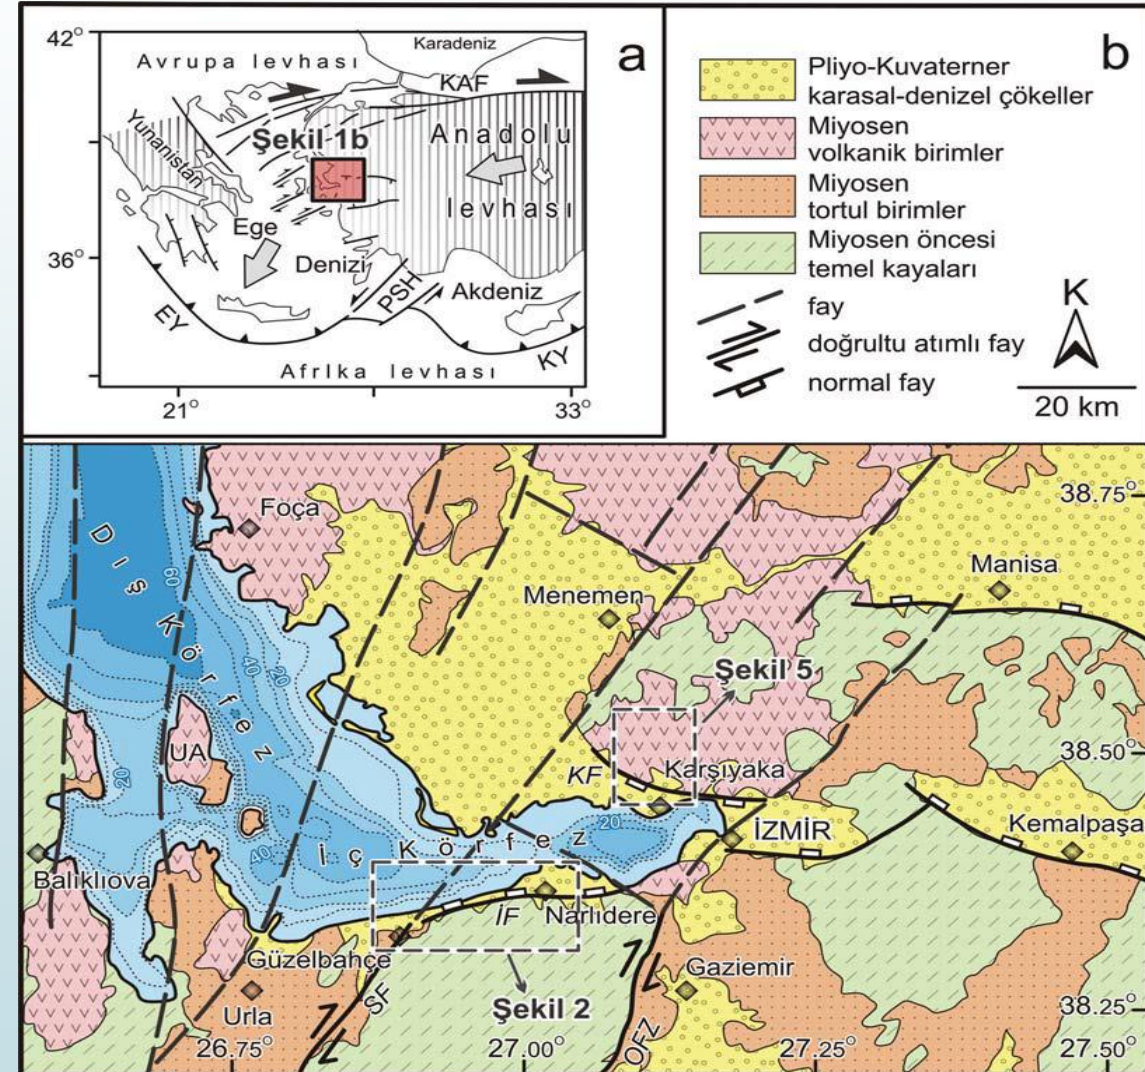 a
42°
36°
21°
33°
Karadeniz
Avrupa levhası
KAF
Şekil 1b
Anadolu
levhası
Yunanistan
Ege
Denizi
PSH
Akdeniz
EY
KY
AfrIka levhası
b
Pliyo-Kuvaterner
karasal-denizel çökeller
Miyosen
volkanik birimler
Miyosen
tortul birimler
Miyosen öncesi
temel kayaları
fay
doğrultu atımlı fay
normal fay
K
20 km
Foça
38.75°
Dış Körfez
60
40
20
Menemen
Manisa
Şekil 5
UA
20
KF
Karşıyaka
38.50°
20
İZMİR
Kemalpaşa
40
İç Körfez
Balıklıova
İF
Narlıdere
Güzelbahçe
SF
Gaziemir
Urla
Şekil 2
OFZ
38.25°
26.75°
27.00°
27.25°
27.50°